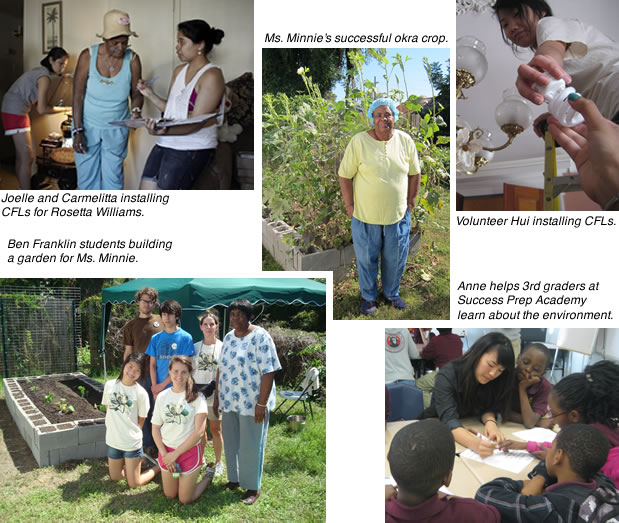 Ms. Minnie's successful okra crop.
Joelle and Carmelitta installing
CFLs for Rosetta Williams.
Volunteer Hui installing CFLs.
Ben Franklin students building
a garden for Ms. Minnie.
Anne helps 3rd graders at
Success Prep Academy
learn about the environment.